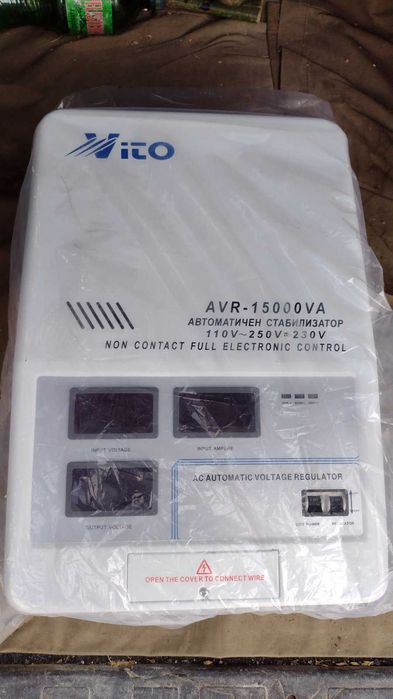 Vito
AVR-15000VA
АВТОМАТИЧЕН СТАБИЛИЗАТОР
110V~250V=230V
NON CONTACT FULL ELECTRONIC CONTROL
INPUT VOLTAGE
INPUT AMPLRE
OUTPUT VOLTAGE
AC AUTOMATIC VOLTAGE REGULATOR
OPEN THE COVER TO CONNECT WIRE